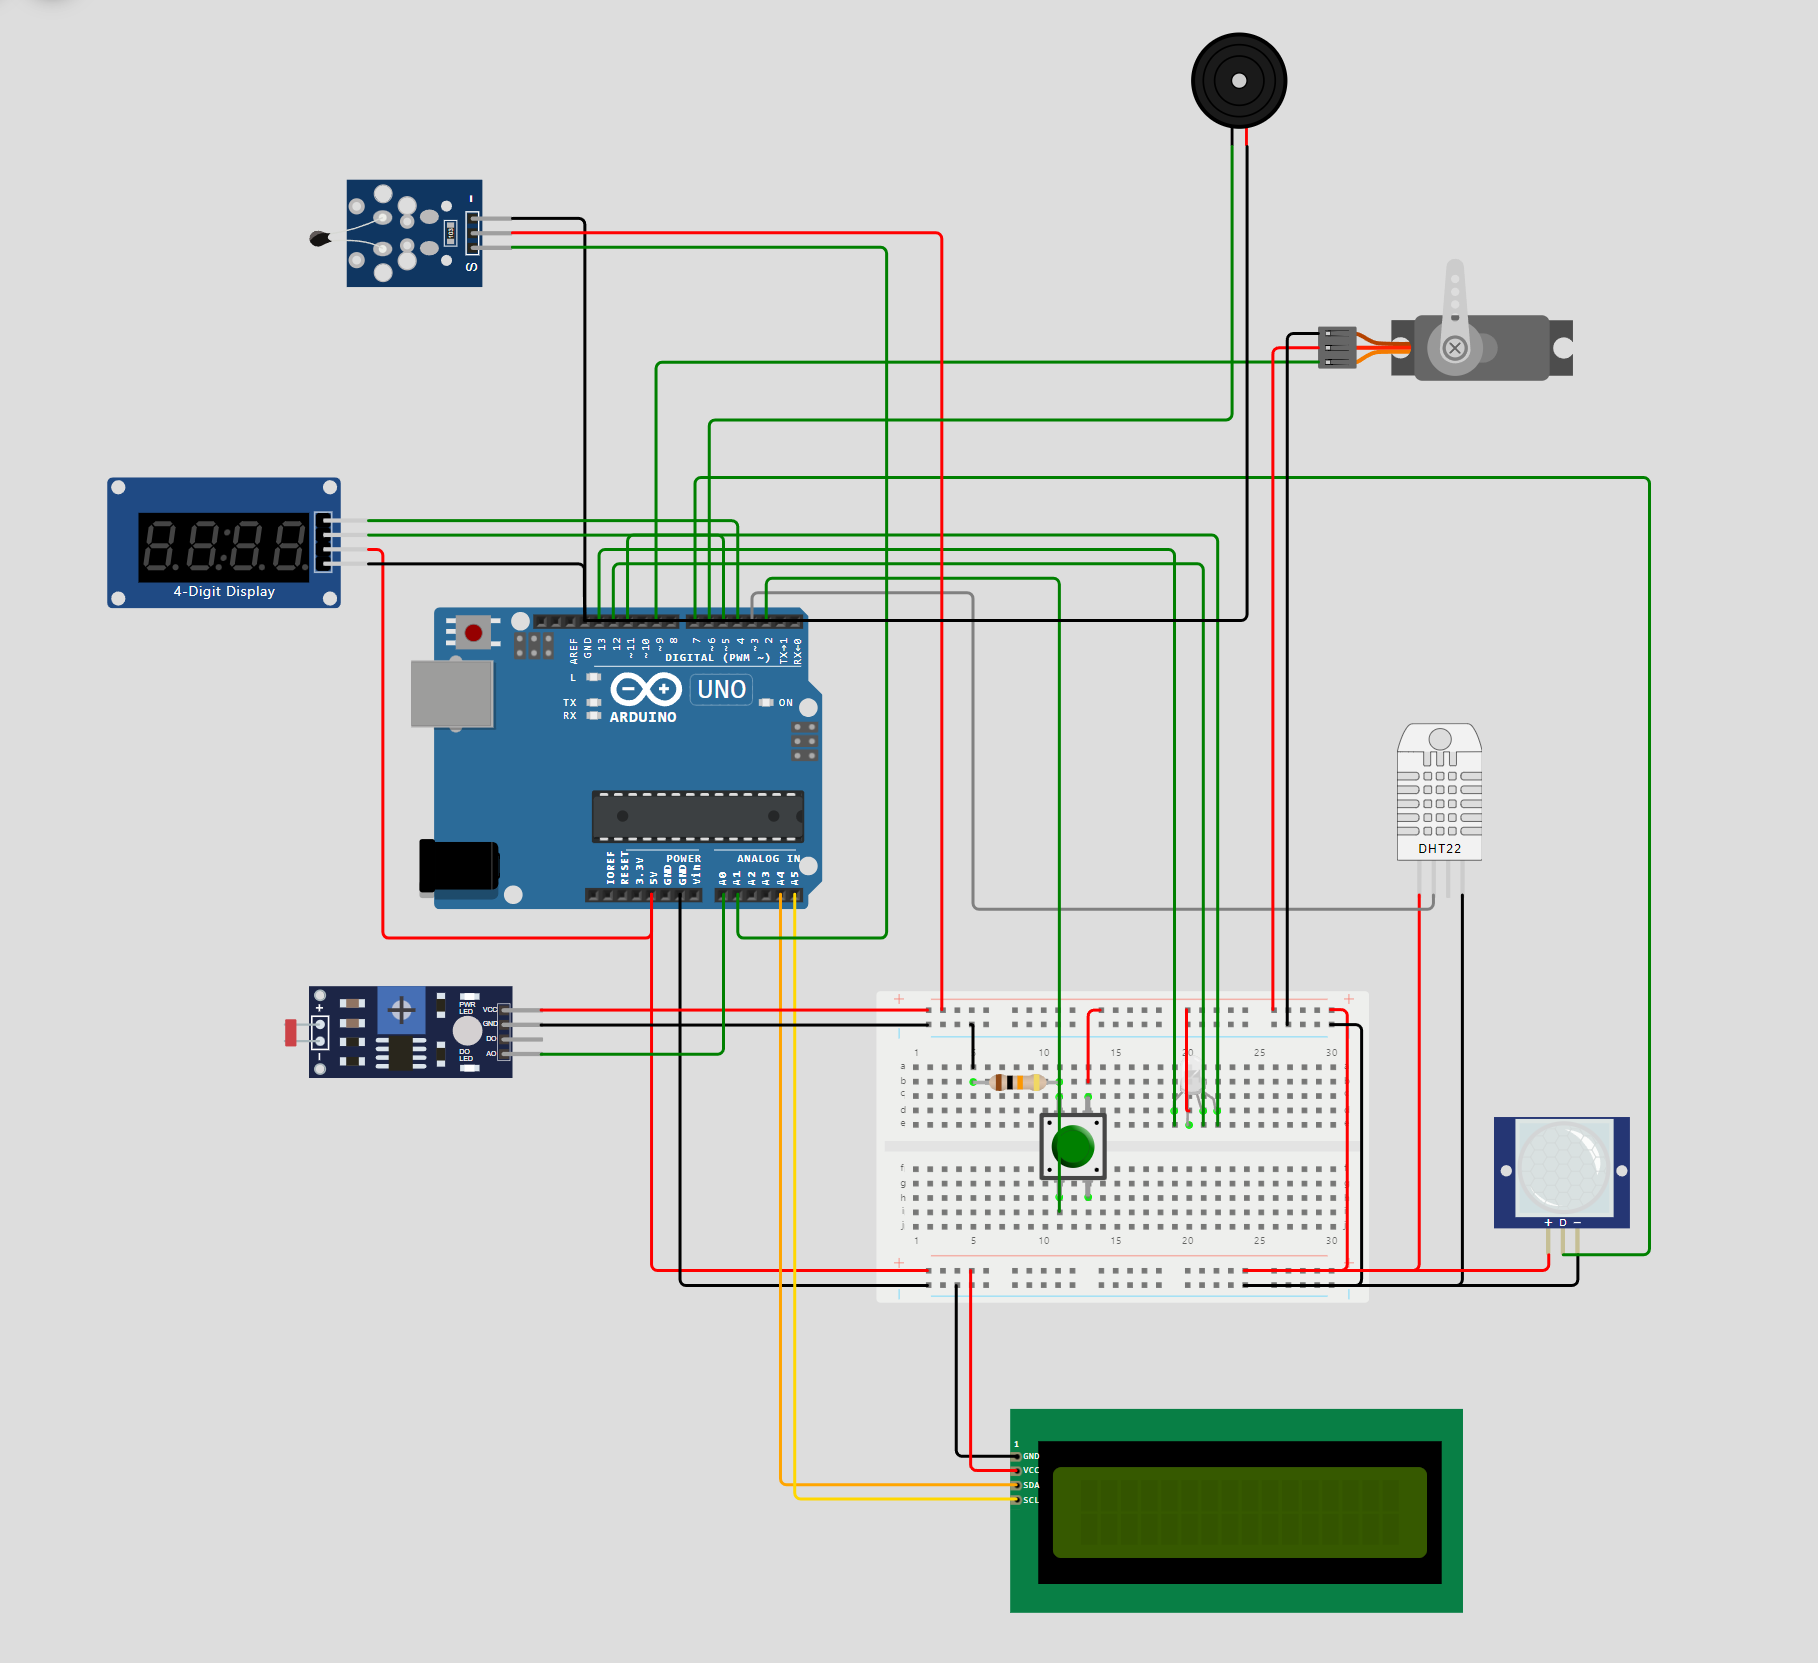 -
103
S
4-Digit Display
AREF
GND
13
12
~11
~10
~9
8
7
~6
~5
4
~3
2
TX→1
RX←0
DIGITAL (PWM ~)
L
TX
RX
UNO
ON
ARDUINO
DHT22
IOREF
RESET
3.3V
5V
GND
GND
Vin
POWER
A0
A1
A2
A3
A4
A5
ANALOG IN
+
-
PWR
LED
DO
LED
VCC
GND
DO
AO
+ +
1 5 10 15 20 25 30
a
b
c
d
e
f
g
h
i
j
1 5 10 15 20 25 30
+ +
+ D -
1
GND
VCC
SDA
SCL